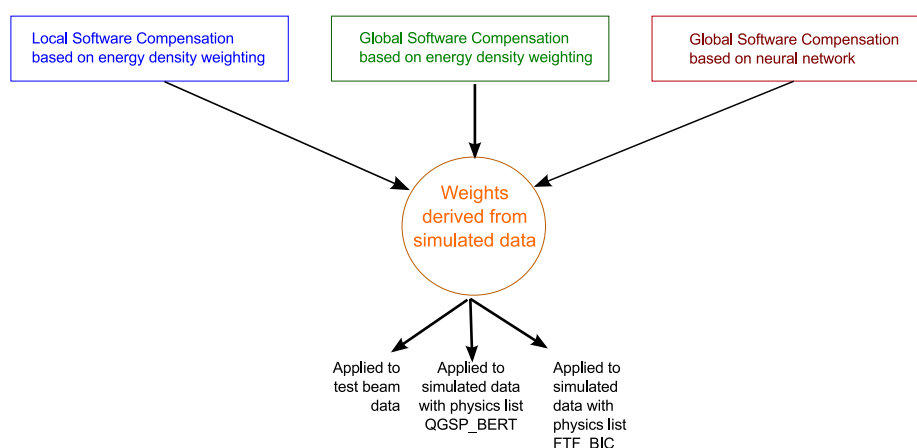 Local Software Compensation
based on energy density weighting
Global Software Compensation
based on energy density weighting
Global Software Compensation
based on neural network
Weights
derived from
simulated data
Applied to
test beam
data
Applied to
simulated data
with physics list
QGSP_BERT
Applied to
simulated
data with
physics list
FTF_BIC